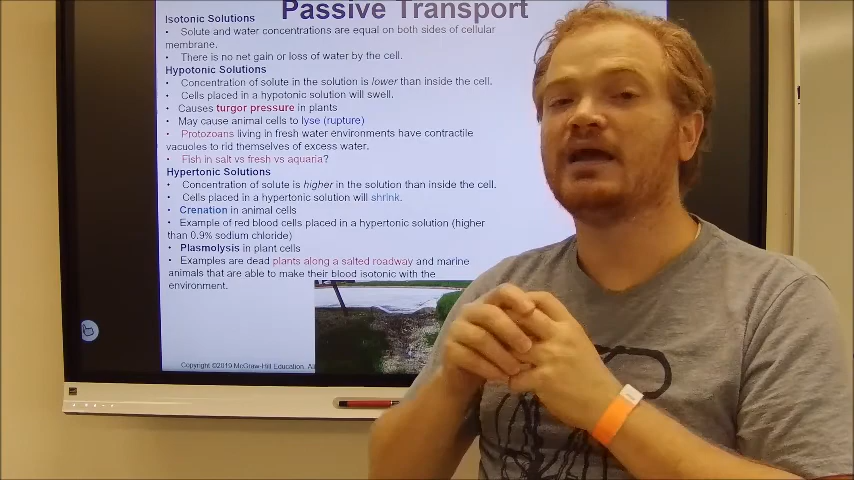 Passive Transport
Isotonic Solutions
• Solute and water concentrations are equal on both sides of cellular
membrane.
• There is no net gain or loss of water by the cell.
Hypotonic Solutions
• Concentration of solute in the solution is lower than inside the cell.
• Cells placed in a hypotonic solution will swell.
• Causes turgor pressure in plants
• May cause animal cells to lyse (rupture)
• Protozoans living in fresh water environments have contractile
vacuoles to rid themselves of excess water.
• Fish in salt vs fresh vs aquaria?
Hypertonic Solutions
• Concentration of solute is higher in the solution than inside the cell.
• Cells placed in a hypertonic solution will shrink.
• Crenation in animal cells
• Example of red blood cells placed in a hypertonic solution (higher
than 0.9% sodium chloride)
• Plasmolysis in plant cells
• Examples are dead plants along a salted roadway and marine
animals that are able to make their blood isotonic with the
environment.
Copyright ©2019 McGraw-Hill Education. All